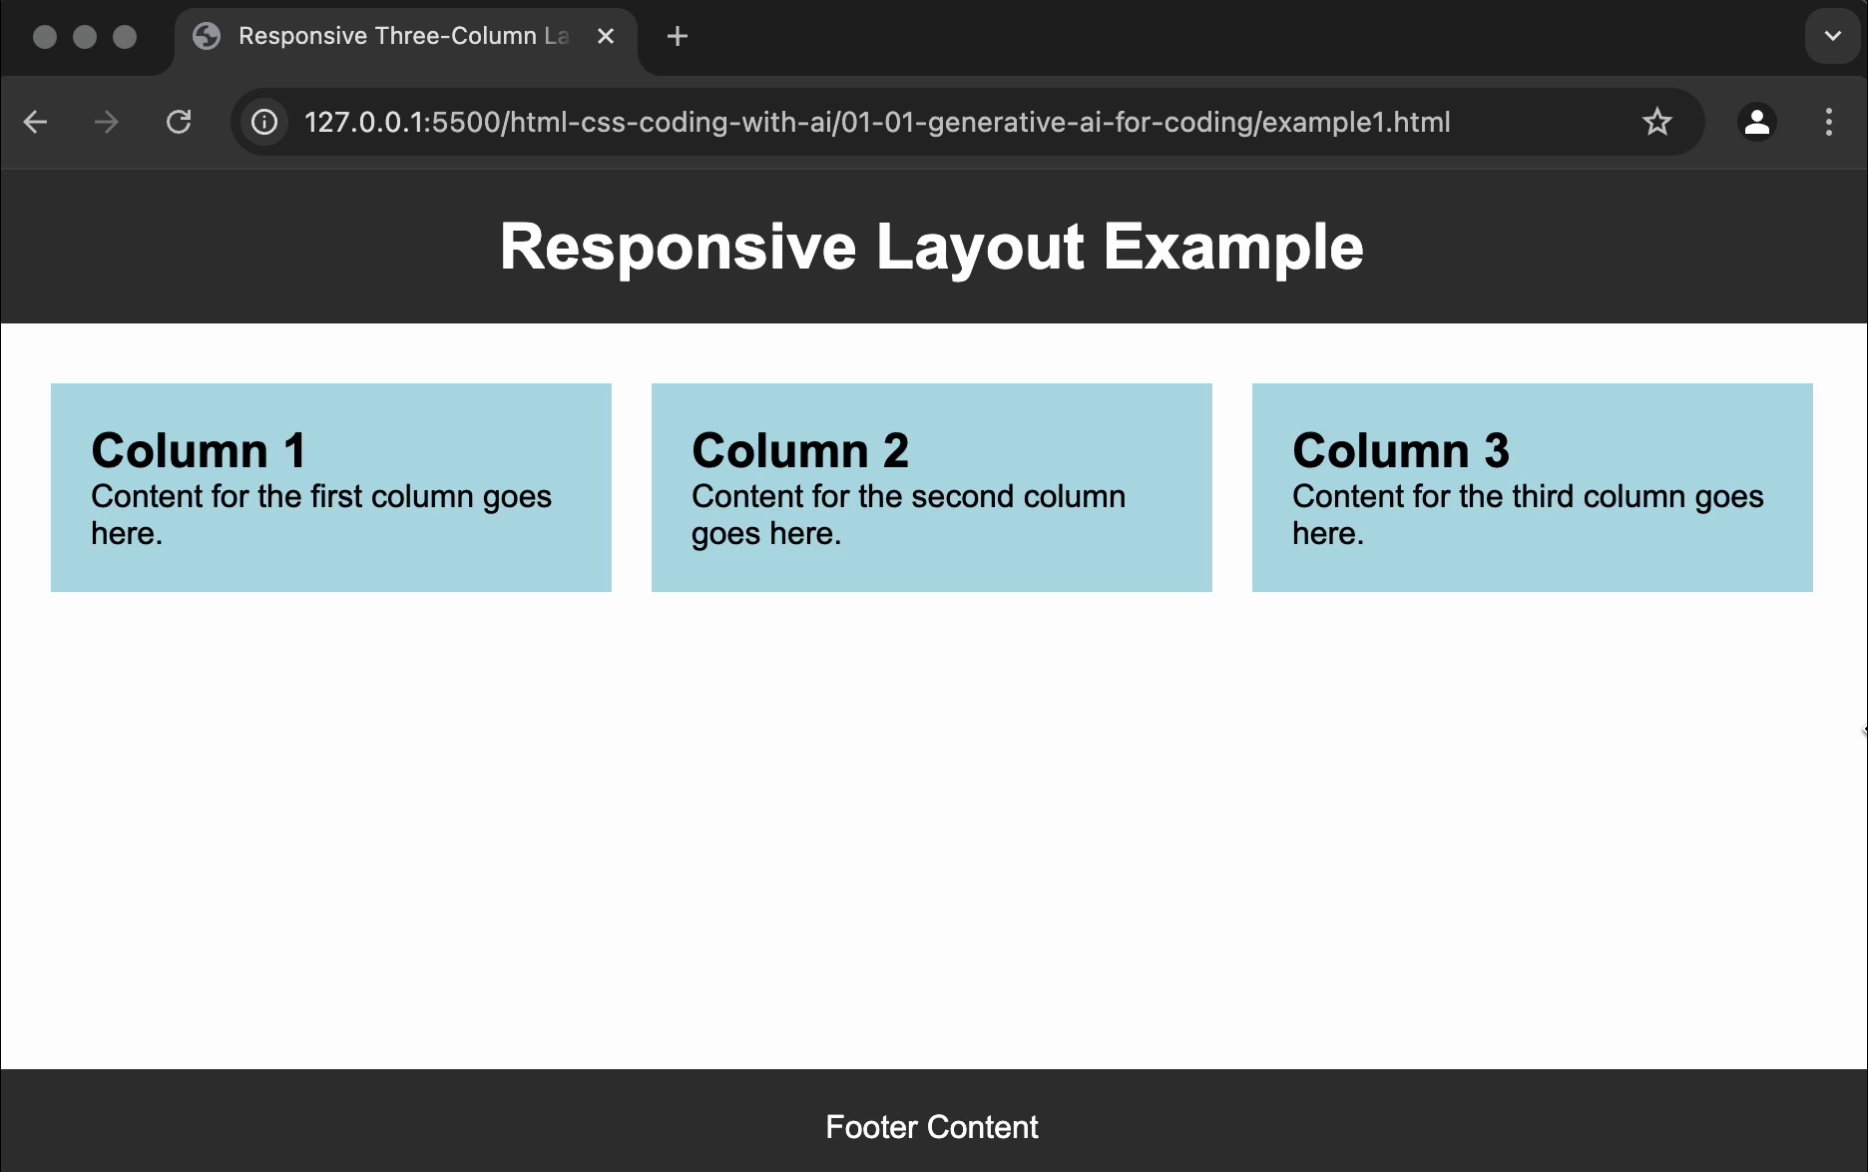 Responsive Three-Column La
127.0.0.1:5500/html-css-coding-with-ai/01-01-generative-ai-for-coding/example1.html
Responsive Layout Example
Column 1
Content for the first column goes
here.
Column 2
Content for the second column
goes here.
Column 3
Content for the third column goes
here.
Footer Content